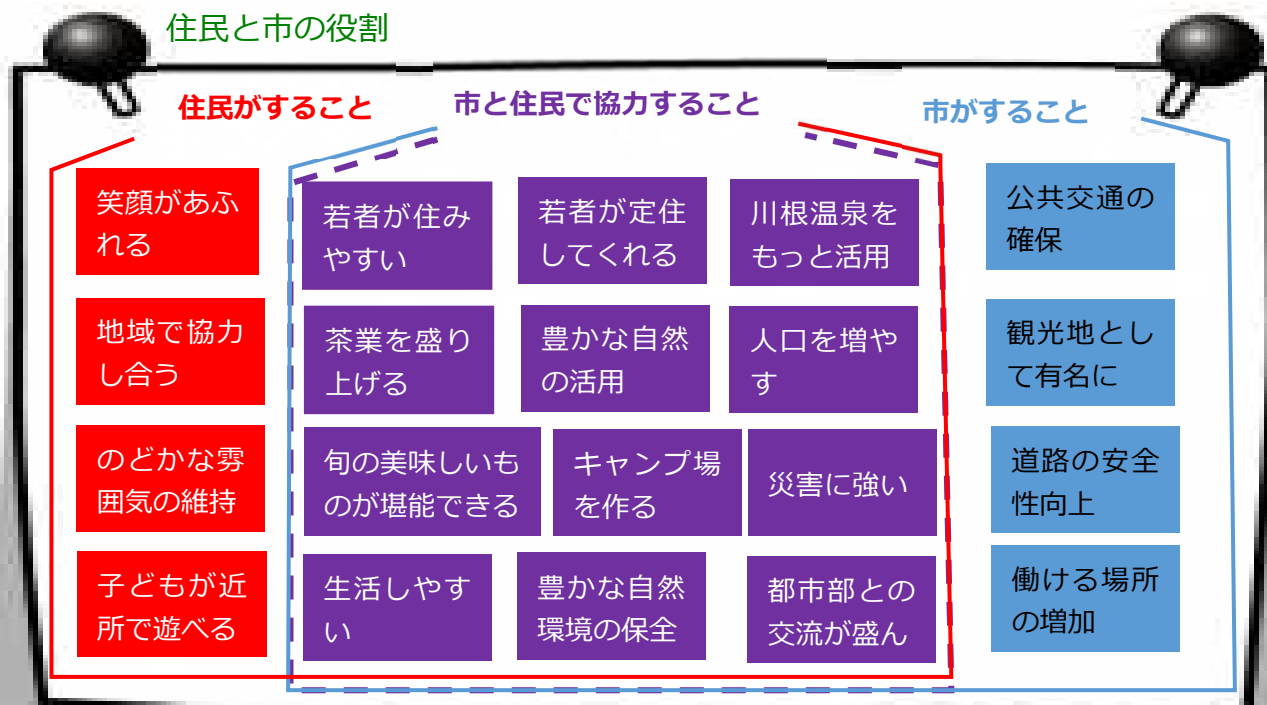 住民と市の役割
住民がすること
市と住民で協力すること
市がすること
笑顔があふ
れる
地域で協力
し合う
のどかな雰
囲気の維持
子どもが近
所で遊べる
若者が住み
やすい
若者が定住
してくれる
川根温泉を
もっと活用
茶業を盛り
上げる
豊かな自然
の活用
人口を増や
す
旬の美味しいも
のが堪能できる
キャンプ場
を作る
災害に強い
生活しやす
い
豊かな自然
環境の保全
都市部との
交流が盛ん
公共交通の
確保
観光地とし
て有名に
道路の安全
性向上
働ける場所
の増加